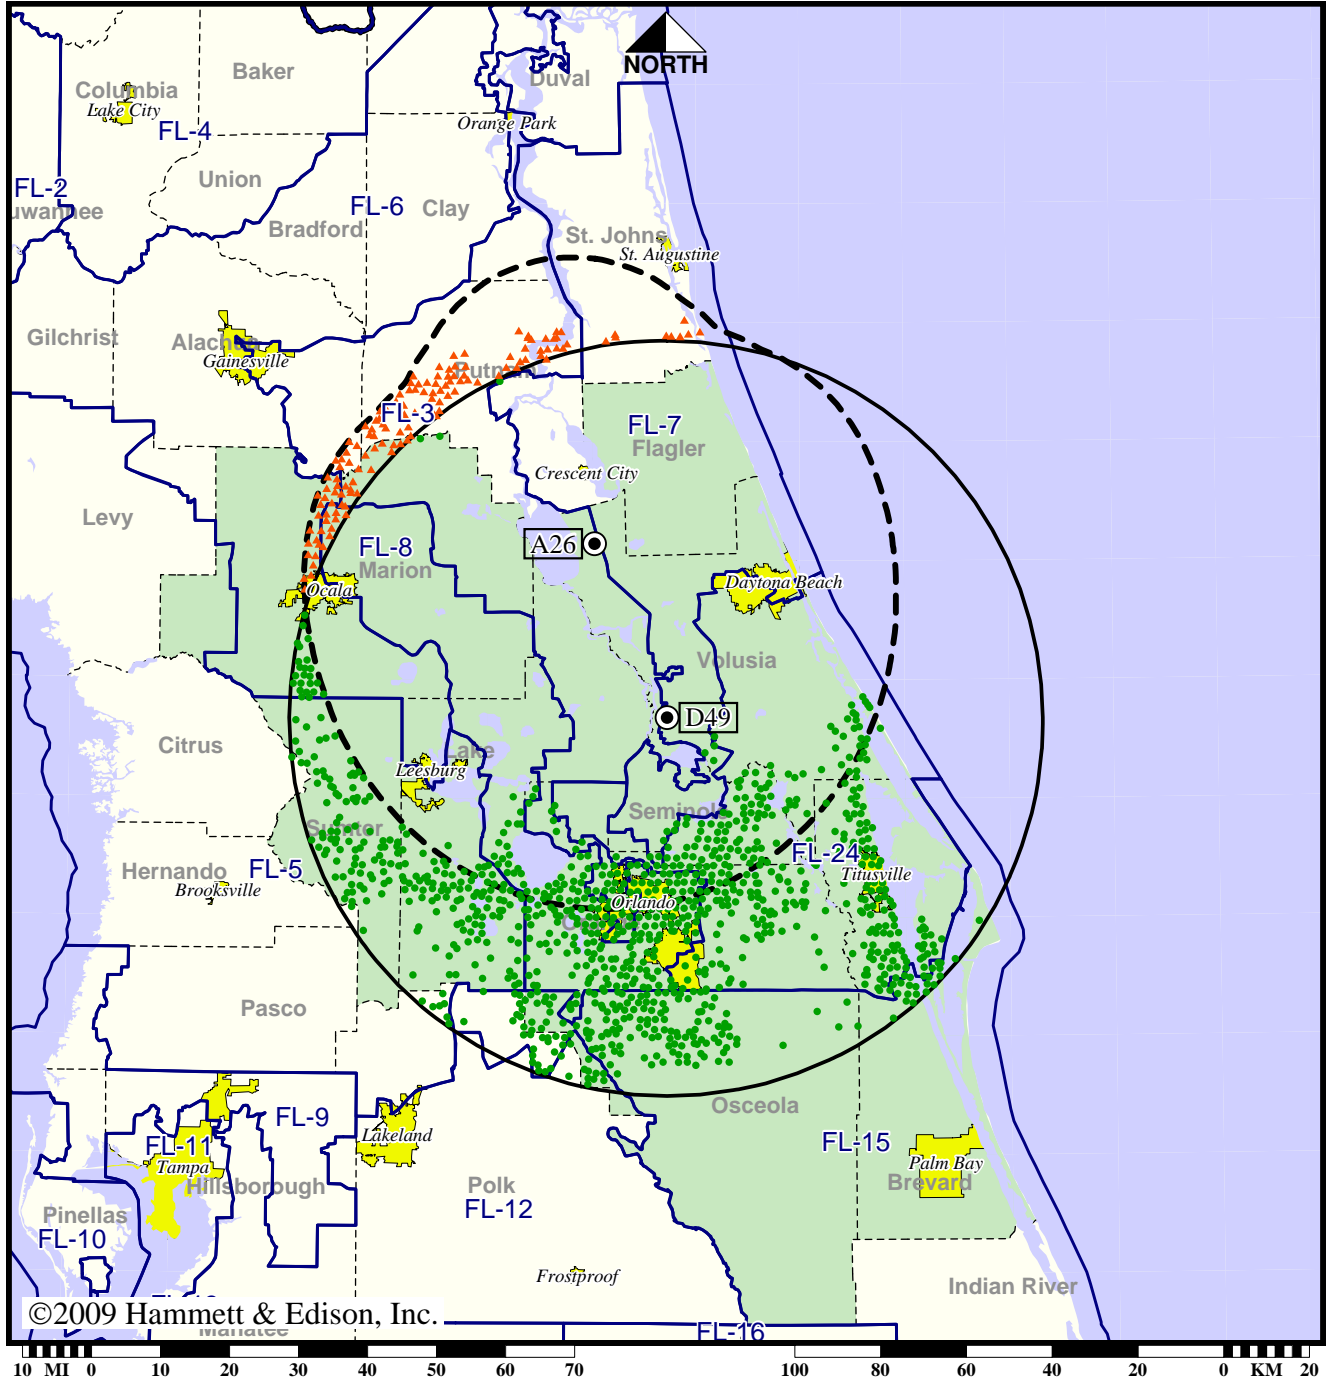 NORTH
Baker
Duval
Columbia
Lake City
Orange Park
FL-4
Union
FL-2
uwannee
FL-6
Clay
Bradford
St. Johns
St. Augustine
Gilchrist
Alachua
Gainesville
Putnam
FL-3
FL-7
Flagler
Crescent City
Levy
A26
FL-8
Marion
Ocala
Daytona Beach
Volusia
D49
Citrus
Lake
Leesburg
Seminole
Sumter
FL-24
Hernando
FL-5
Titusville
Brooksville
Orlando
Pasco
Osceola
FL-9
Lakeland
FL-11
Tampa
FL-15
Palm Bay
Brevard
Hillsborough
Polk
FL-12
Pinellas
FL-10
Frostproof
Indian River
©2009 Hammett & Edison, Inc.
Manatee
FL-16
10 MI 0 10 20 30 40 50 60 70 100 80 60 40 20 0 KM 20